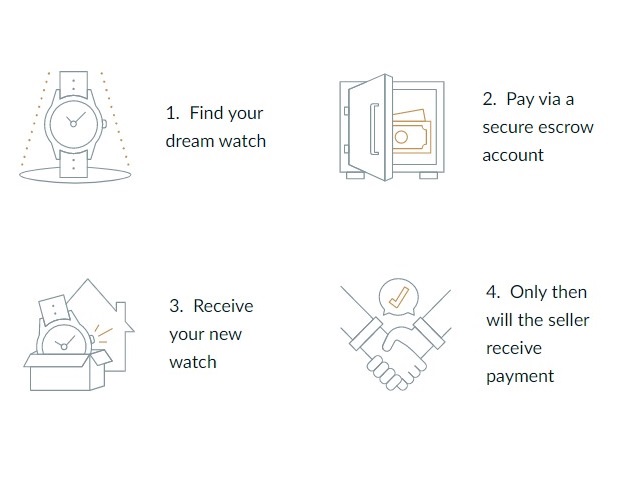 1. Find your
dream watch
2. Pay via a
secure escrow
account
3. Receive
your new
watch
4. Only then
will the seller
receive
payment